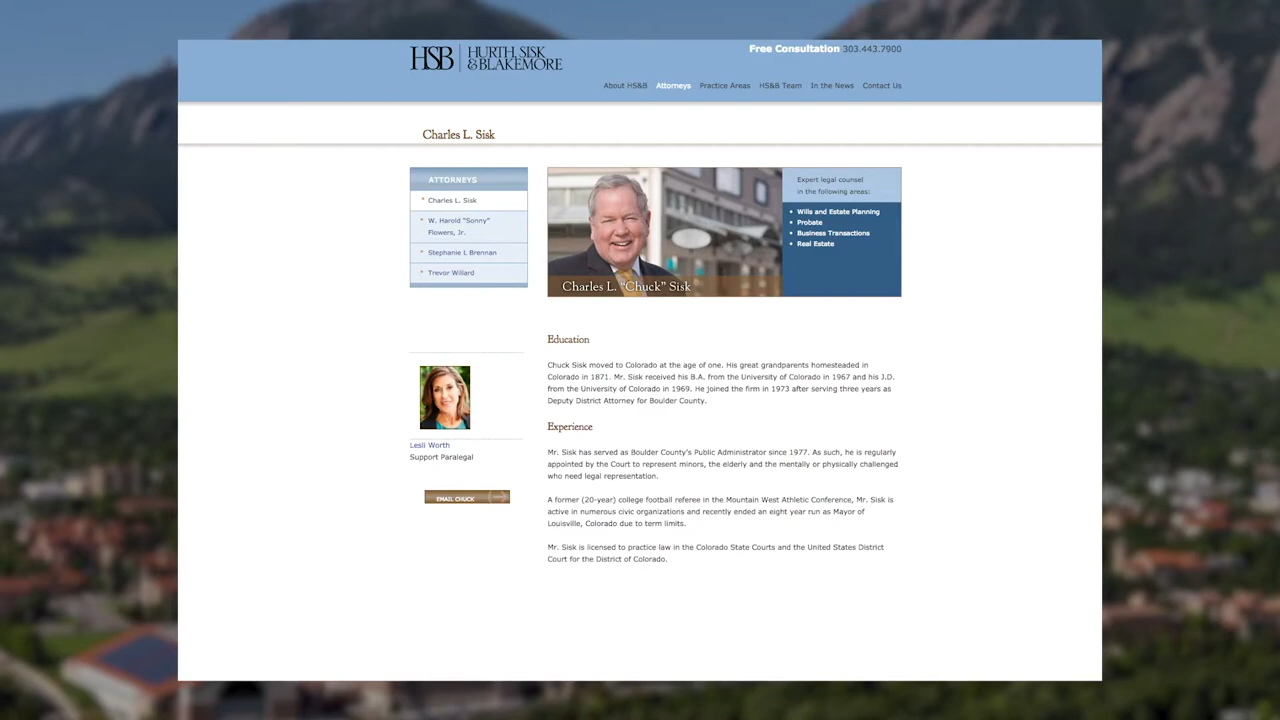 HSB HURTH, SISK
& BLAKEMORE
Free Consultation 303.443.7900
About HS&B Attorneys Practice Areas HS&B Team In the News Contact Us
Charles L. Sisk
ATTORNEYS
Charles L. Sisk
W. Harold "Sonny"
Flowers, Jr.
Stephanie L Brennan
Trevor Willard
Charles L. "Chuck" Sisk
Expert legal counsel
in the following areas:
• Wills and Estate Planning
• Probate
• Business Transactions
• Real Estate
Lesli Worth
Support Paralegal
EMAIL CHUCK
Education
Chuck Sisk moved to Colorado at the age of one. His great grandparents homesteaded in
Colorado in 1871. Mr. Sisk received his B.A. from the University of Colorado in 1967 and his J.D.
from the University of Colorado in 1969. He joined the firm in 1973 after serving three years as
Deputy District Attorney for Boulder County.
Experience
Mr. Sisk has served as Boulder County's Public Administrator since 1977. As such, he is regularly
appointed by the Court to represent minors, the elderly and the mentally or physically challenged
who need legal representation.
A former (20-year) college football referee in the Mountain West Athletic Conference, Mr. Sisk is
active in numerous civic organizations and recently ended an eight year run as Mayor of
Louisville, Colorado due to term limits.
Mr. Sisk is licensed to practice law in the Colorado State Courts and the United States District
Court for the District of Colorado.